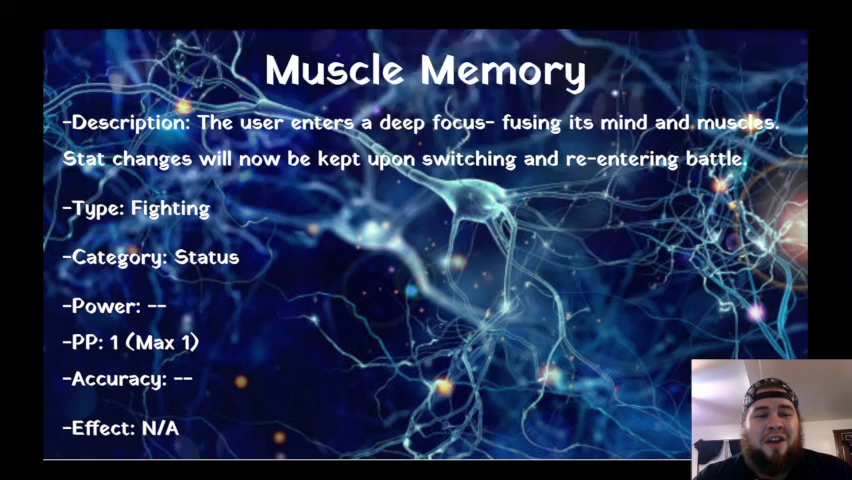 Muscle Memory
-Description: The user enters a deep focus- fusing its mind and muscles.
Stat changes will now be kept upon switching and re-entering battle.
-Type: Fighting
-Category: Status
-Power: --
-PP: 1 (Max 1)
-Accuracy: --
-Effect: N/A